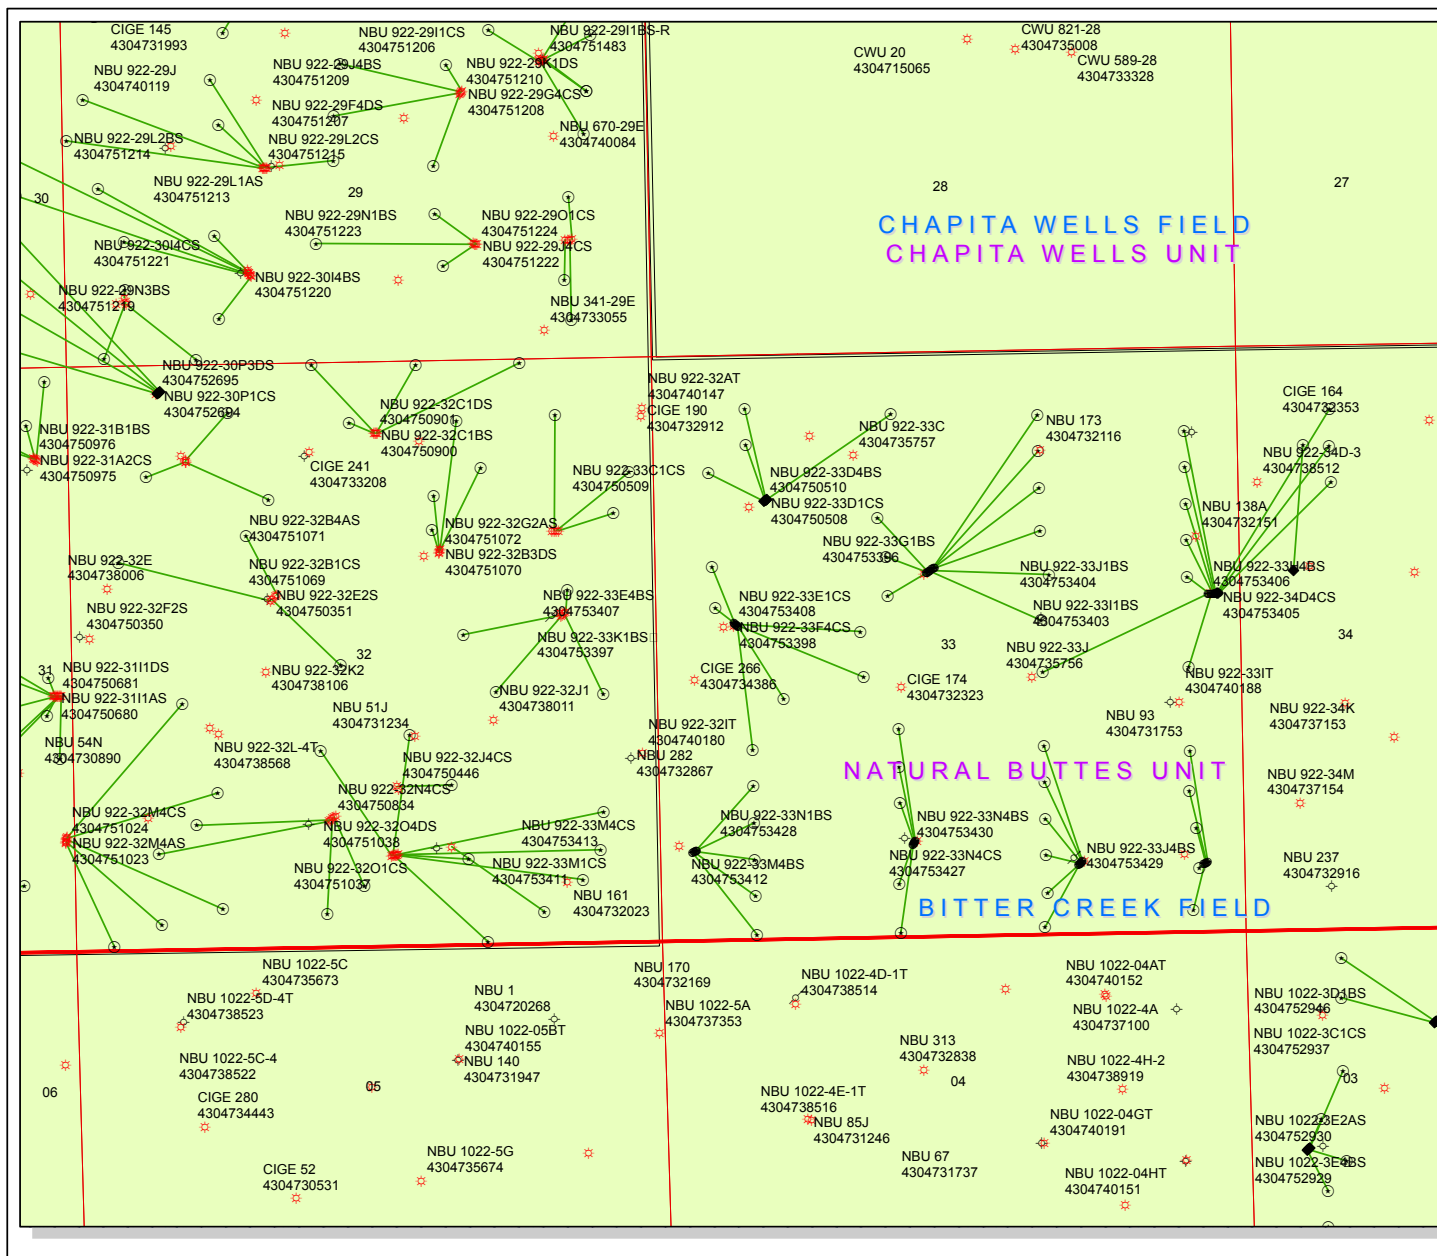 CIGE 145
4304731993
NBU 922-29I1CS
4304751206
NBU 922-29I1BS-R
4304751483
CWU 20
4304715065
CWU 821-28
4304735008
CWU 589-28
4304733328
NBU 922-29J
4304740119
NBU 922-29J4BS
4304751209
NBU 922-29K1DS
4304751210
NBU 922-29G4CS
4304751208
NBU 922-29F4DS
4304751207
NBU 670-29E
4304740084
NBU 922-29L2BS
4304751214
NBU 922-29L2CS
4304751215
NBU 922-29L1AS
4304751213
30
29
28
27
NBU 922-29N1BS
4304751223
NBU 922-29O1CS
4304751224
NBU 922-29J4CS
4304751222
CHAPITA WELLS FIELD
CHAPITA WELLS UNIT
NBU 922-30I4CS
4304751221
NBU 922-30I4BS
4304751220
NBU 922-29N3BS
4304751219
NBU 341-29E
4304733055
NBU 922-30P3DS
4304752695
NBU 922-30P1CS
4304752694
NBU 922-32C1DS
4304750901
NBU 922-32C1BS
4304750900
NBU 922-32AT
4304740147
CIGE 190
4304732912
CIGE 164
4304732353
NBU 922-31B1BS
4304750976
NBU 922-31A2CS
4304750975
CIGE 241
4304733208
NBU 922-33C1CS
4304750509
NBU 922-33C
4304735757
NBU 173
4304732116
NBU 922-34D-3
4304738512
NBU 922-33D4BS
4304750510
NBU 922-33D1CS
4304750508
NBU 138A
4304732151
NBU 922-32B4AS
4304751071
NBU 922-32G2AS
4304751072
NBU 922-32B3DS
4304751070
NBU 922-33G1BS
4304753396
NBU 922-32E
4304738006
NBU 922-32B1CS
4304751069
NBU 922-32E2S
4304750351
NBU 922-33J1BS
4304753404
NBU 922-33H4BS
4304753406
NBU 922-34D4CS
4304753405
NBU 922-32F2S
4304750350
NBU 922-33E4BS
4304753407
NBU 922-33E1CS
4304753408
NBU 922-33F4CS
4304753398
NBU 922-33I1BS
4304753403
NBU 922-33K1BS
4304753397
31
32
33
34
NBU 922-33J
4304735756
NBU 922-31I1DS
4304750681
NBU 922-31I1AS
4304750680
NBU 922-32K2
4304738106
CIGE 266
4304734386
CIGE 174
4304732323
NBU 922-33IT
4304740188
NBU 922-32J1
4304738011
NBU 51J
4304731234
NBU 93
4304731753
NBU 922-34K
4304737153
NBU 54N
4304730890
NBU 922-32L-4T
4304738568
NBU 922-32J4CS
4304750446
NBU 922-32IT
4304740180
NBU 282
4304732867
NATURAL BUTTES UNIT
NBU 922-34M
4304737154
NBU 922-32N4CS
4304750834
NBU 922-32M4CS
4304751024
NBU 922-32M4AS
4304751023
NBU 922-32O4DS
4304751038
NBU 922-33M4CS
4304753413
NBU 922-33N1BS
4304753428
NBU 922-33N4BS
4304753430
NBU 922-33J4BS
4304753429
NBU 922-32O1CS
4304751037
NBU 922-33M1CS
4304753411
NBU 922-33M4BS
4304753412
NBU 922-33N4CS
4304753427
NBU 237
4304732916
NBU 161
4304732023
BITTER CREEK FIELD
NBU 1022-5C
4304735673
NBU 170
4304732169
NBU 1022-4D-1T
4304738514
NBU 1022-04AT
4304740152
NBU 1022-5D-4T
4304738523
NBU 1
4304720268
NBU 1022-5A
4304737353
NBU 1022-4A
4304737100
NBU 1022-3D1BS
4304752946
NBU 1022-05BT
4304740155
NBU 140
4304731947
NBU 1022-3C1CS
4304752937
NBU 1022-5C-4
4304738522
NBU 313
4304732838
NBU 1022-4H-2
4304738919
06
05
04
03
CIGE 280
4304734443
NBU 1022-4E-1T
4304738516
NBU 85J
4304731246
NBU 1022-04GT
4304740191
NBU 1022-3E2AS
4304752930
NBU 1022-5G
4304735674
NBU 67
4304731737
NBU 1022-3E4BS
4304752929
CIGE 52
4304730531
NBU 1022-04HT
4304740151